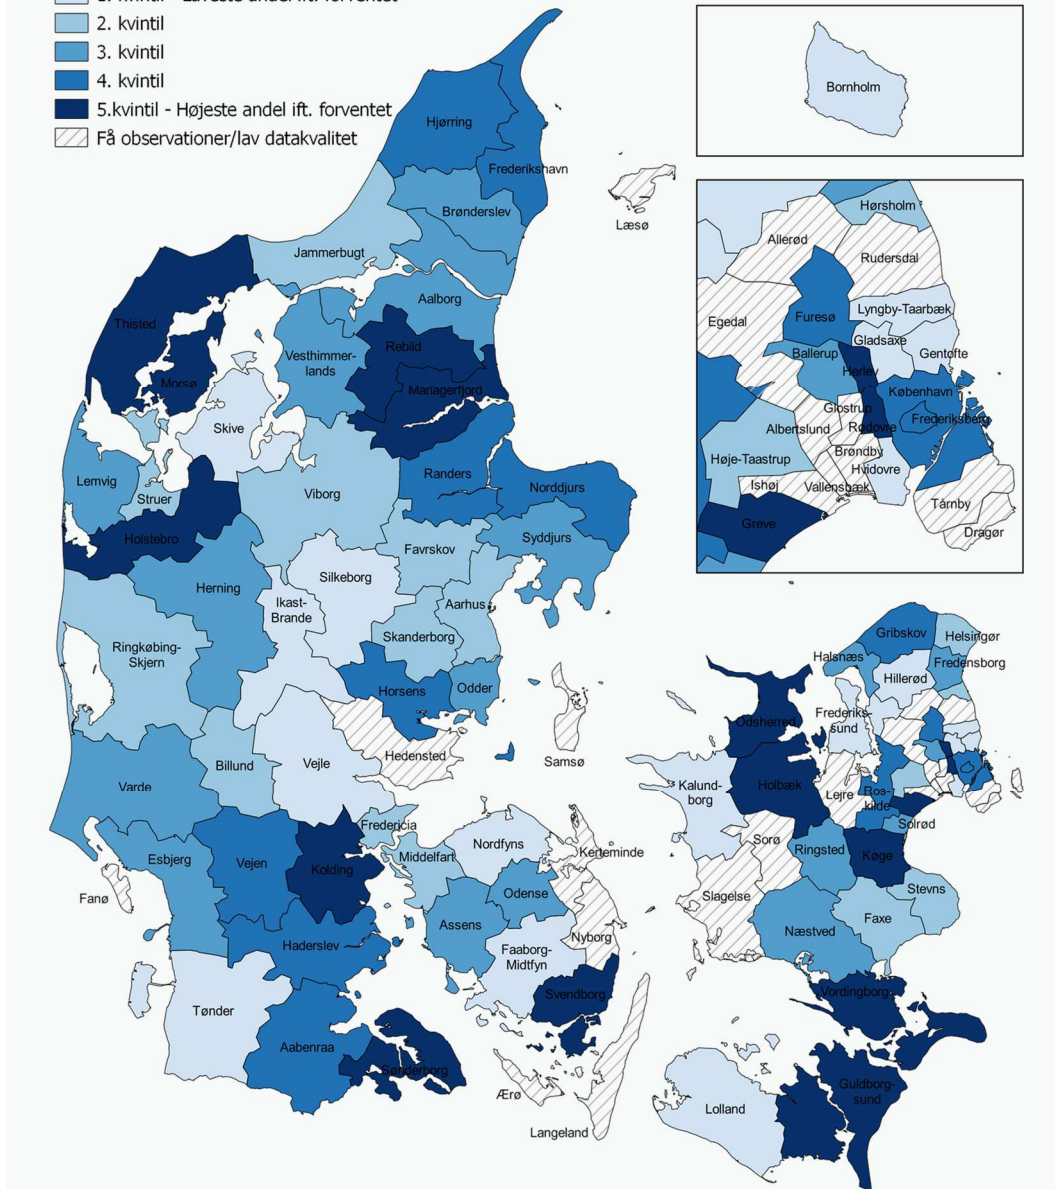 1. kvintil - Laveste andel ift. forventet
2. kvintil
3. kvintil
4. kvintil
5.kvintil - Højeste andel ift. forventet
Få observationer/lav datakvalitet
Bornholm
Hjørring
Frederikshavn
Læsø
Brønderslev
Jammerbugt
Aalborg
Thisted
Vesthimmer-
lands
Rebild
Morsø
Mariagerfjord
Skive
Lemvig
Struer
Viborg
Randers
Norddjurs
Holstebro
Favrskov
Syddjurs
Herning
Silkeborg
Ikast-
Brande
Aarhus
Skanderborg
Ringkøbing-
Skjern
Horsens
Odder
Hedensted
Samsø
Billund
Vejle
Varde
Fredericia
Middelfart
Nordfyns
Kerteminde
Esbjerg
Vejen
Kolding
Fanø
Odense
Assens
Haderslev
Faaborg-
Midtfyn
Nyborg
Svendborg
Tønder
Aabenraa
Sønderborg
Ærø
Langeland
Hørsholm
Allerød
Rudersdal
Egedal
Furesø
Lyngby-Taarbæk
Gladsaxe
Ballerup
Gentofte
Herlev
København
Glostrup
Frederiksberg
Albertslund
Rødovre
Brøndby
Høje-Taastrup
Hvidovre
Ishøj
Vallensbæk
Tårnby
Greve
Dragør
Gribskov
Helsingør
Halsnæs
Fredensborg
Hillerød
Odsherred
Frederiks-
sund
Kalund-
borg
Holbæk
Lejre
Ros-
kilde
Solrød
Sorø
Ringsted
Køge
Slagelse
Stevns
Faxe
Næstved
Vordingborg
Guldborg-
sund
Lolland